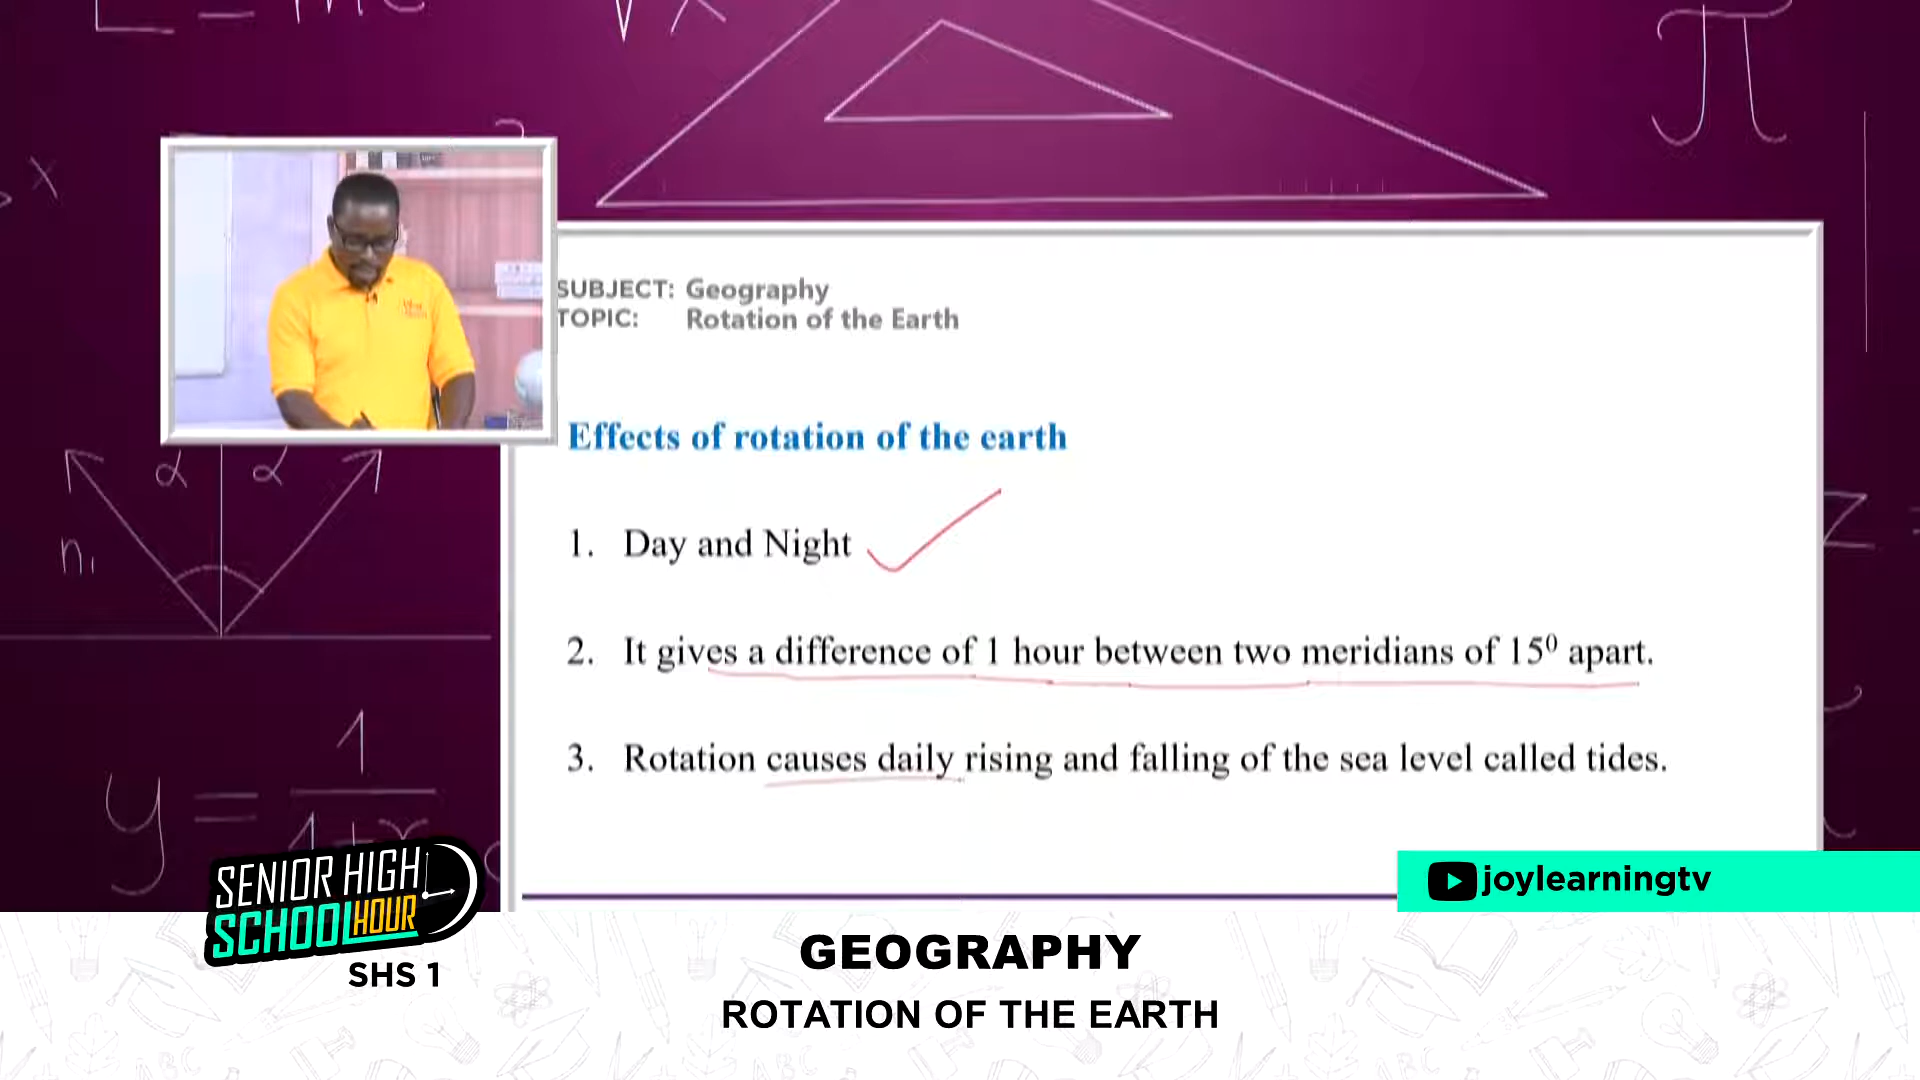 π
x
SUBJECT: Geography
TOPIC: Rotation of the Earth
Effects of rotation of the earth
α α
n₁
1. Day and Night
2. It gives a difference of 1 hour between two meridians of 15⁰ apart.
3. Rotation causes daily rising and falling of the sea level called tides.
y = 1
SENIOR HIGH
SCHOOL HOUR
SHS 1
joylearningtv
GEOGRAPHY
ROTATION OF THE EARTH